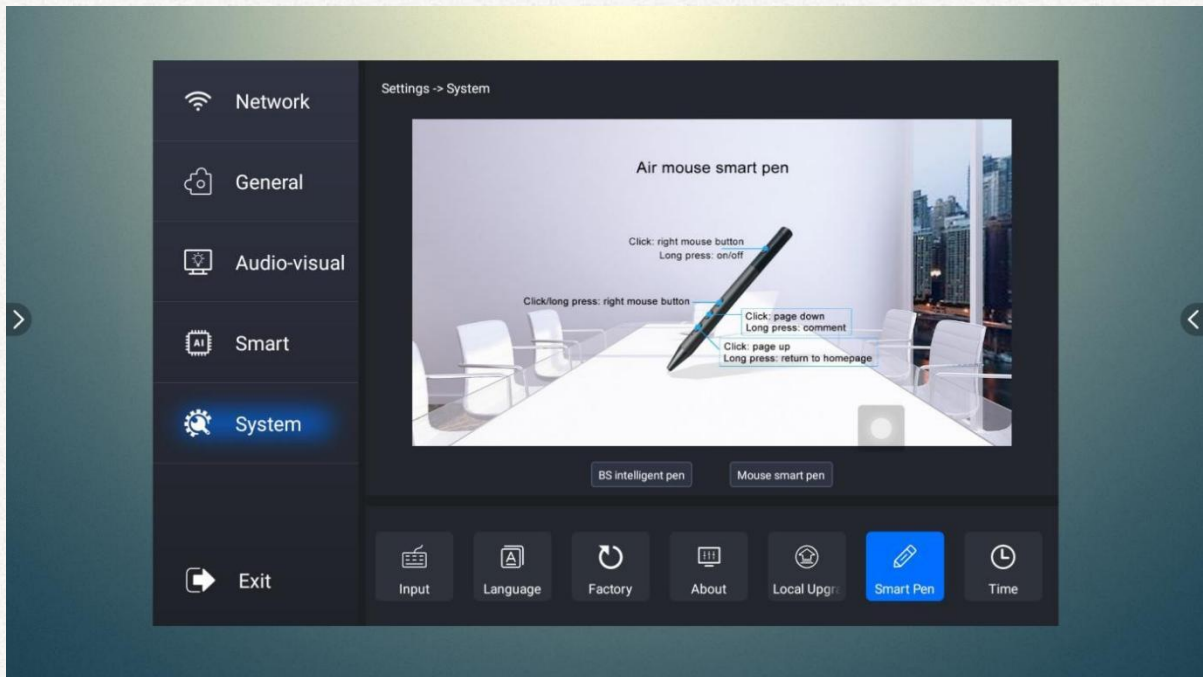 Network
General
Audio-visual
AI
Smart
System
Exit
Settings -> System
Air mouse smart pen
Click: right mouse button
Long press: on/off
Click/long press: right mouse button
Click: page down
Long press: comment
Click: page up
Long press: return to homepage
BS intelligent pen
Mouse smart pen
Input
A
Language
Factory
About
Local Upgr
Smart Pen
Time